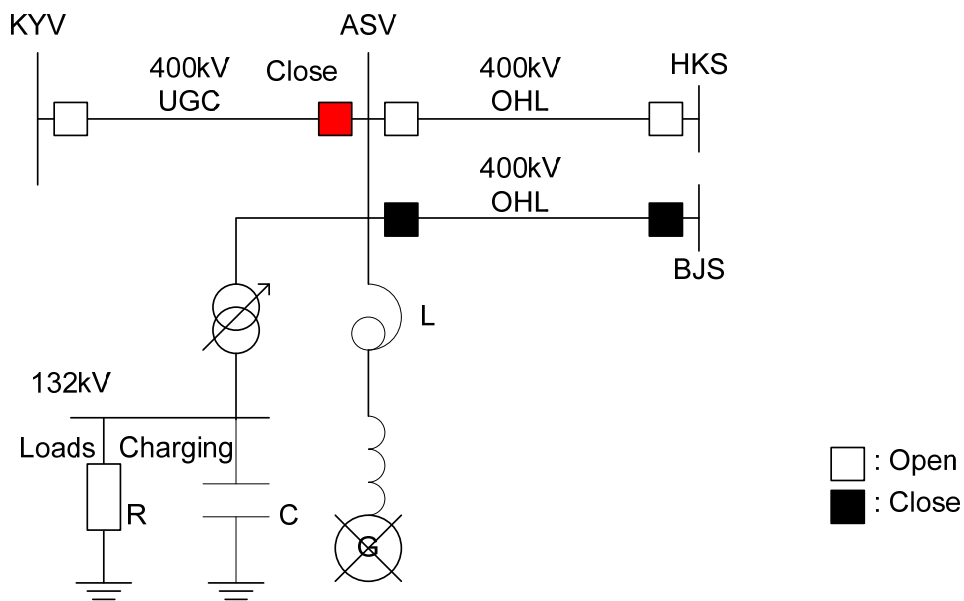 KYV
ASV
400kV
UGC
Close
400kV
OHL
HKS
400kV
OHL
BJS
L
132kV
Loads
Charging
R
C
G
: Open
: Close